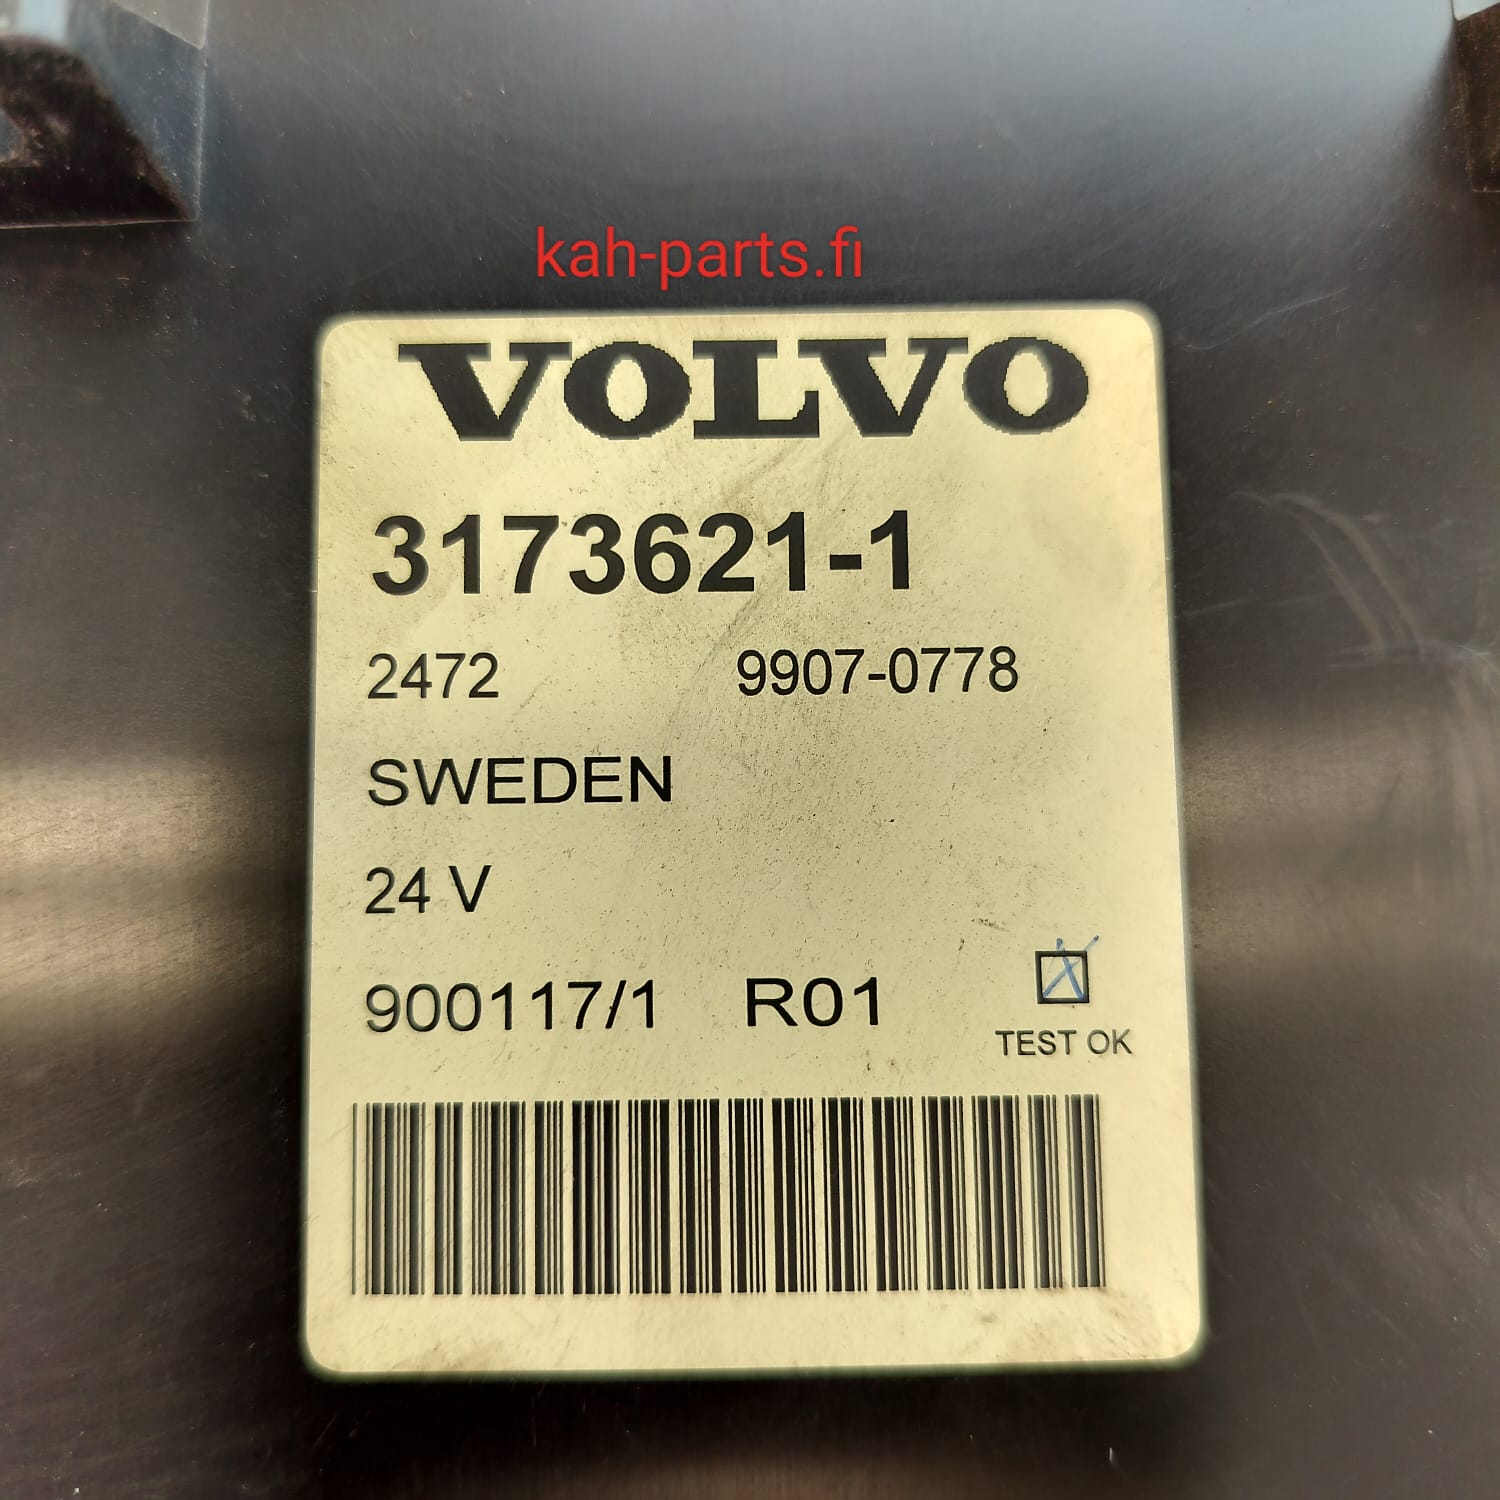 kah-parts.fi
VOLVO
3173621-1
2472 9907-0778
SWEDEN
24 V
900117/1 R01
TEST OK